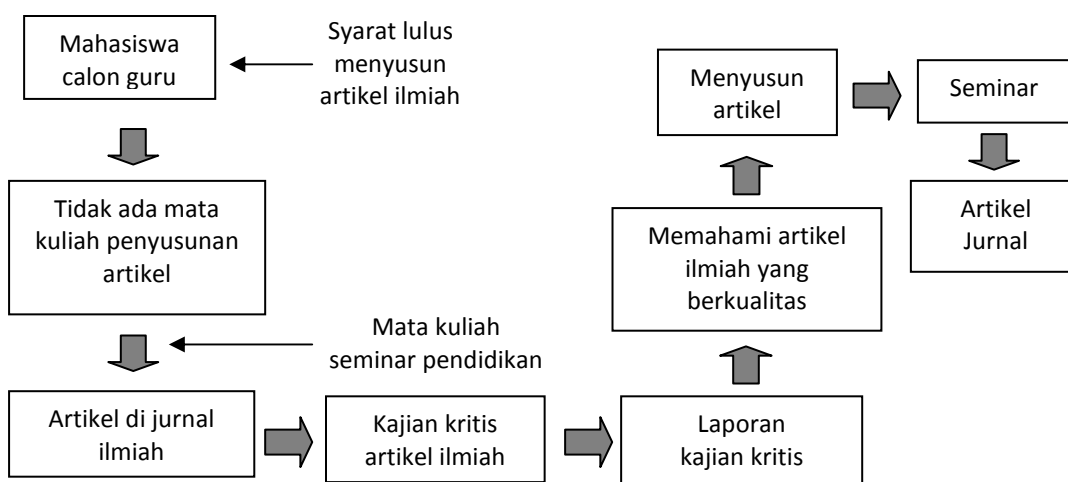 Mahasiswa
calon guru
Syarat lulus
menyusun
artikel ilmiah
Tidak ada mata
kuliah penyusunan
artikel
Mata kuliah
seminar pendidikan
Artikel di jurnal
ilmiah
Kajian kritis
artikel ilmiah
Laporan
kajian kritis
Memahami artikel
ilmiah yang
berkualitas
Menyusun
artikel
Seminar
Artikel
Jurnal